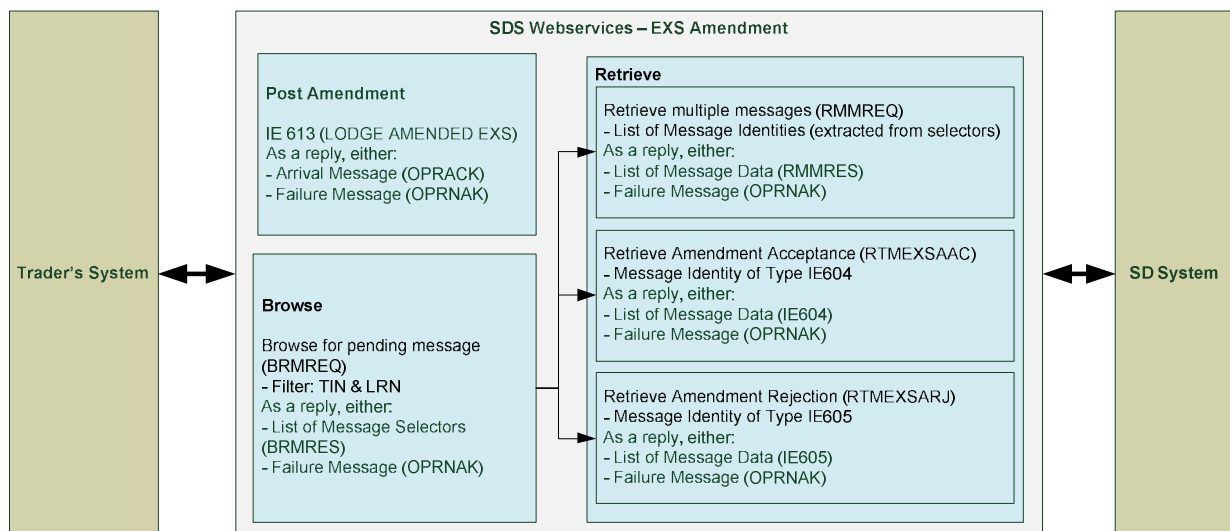 SDS Webservices – EXS Amendment
Trader's System
Post Amendment
IE 613 (LODGE AMENDED EXS)
As a reply, either:
- Arrival Message (OPRACK)
- Failure Message (OPRNAK)
Browse
Browse for pending message
(BRMREQ)
- Filter: TIN & LRN
As a reply, either:
- List of Message Selectors
(BRMRES)
- Failure Message (OPRNAK)
Retrieve
Retrieve multiple messages (RMMREQ)
- List of Message Identities (extracted from selectors)
As a reply, either:
- List of Message Data (RMMRES)
- Failure Message (OPRNAK)
Retrieve Amendment Acceptance (RTMEXSAAC)
- Message Identity of Type IE604
As a reply, either:
- List of Message Data (IE604)
- Failure Message (OPRNAK)
Retrieve Amendment Rejection (RTMEXSARJ)
- Message Identity of Type IE605
As a reply, either:
- List of Message Data (IE605)
- Failure Message (OPRNAK)
SD System